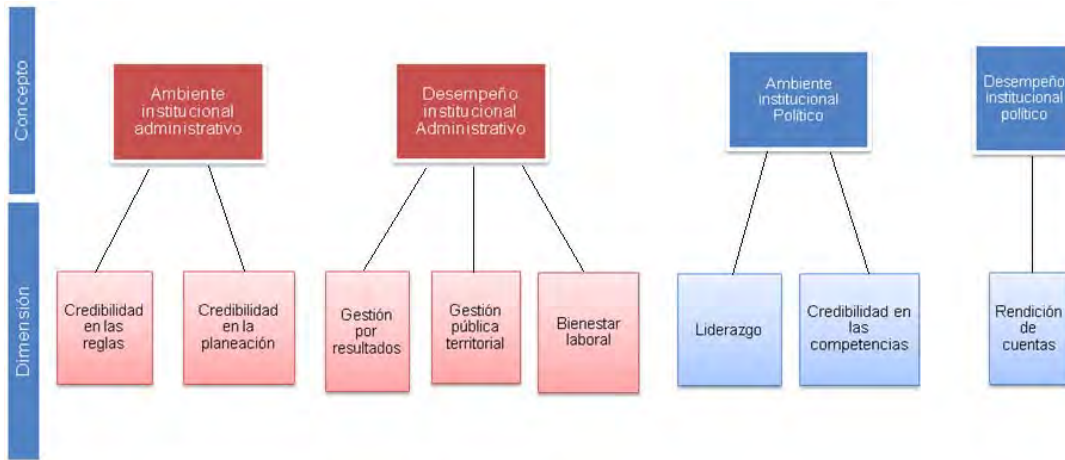 Concepto
Ambiente
institucional
administrativo
Desempeño
institucional
Administrativo
Ambiente
institucional
Político
Desempeño
institucional
político
Dimensión
Credibilidad
en las
reglas
Credibilidad
en la
planeación
Gestión
por
resultados
Gestión
pública
territorial
Bienestar
laboral
Liderazgo
Credibilidad en
las
competencias
Rendición
de
cuentas